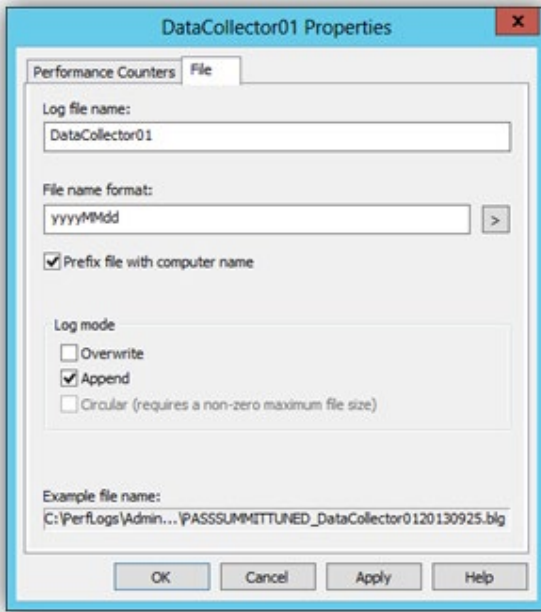 DataCollector01 Properties
x
Performance Counters File
Log file name:
DataCollector01
File name format:
yyyyMMdd
>
Prefix file with computer name
Log mode
Overwrite
Append
Circular (requires a non-zero maximum file size)
Example file name:
C:\PerfLogs\Admin...\PASSSUMMITTUNED_DataCollector0120130925.blg
OK Cancel Apply Help